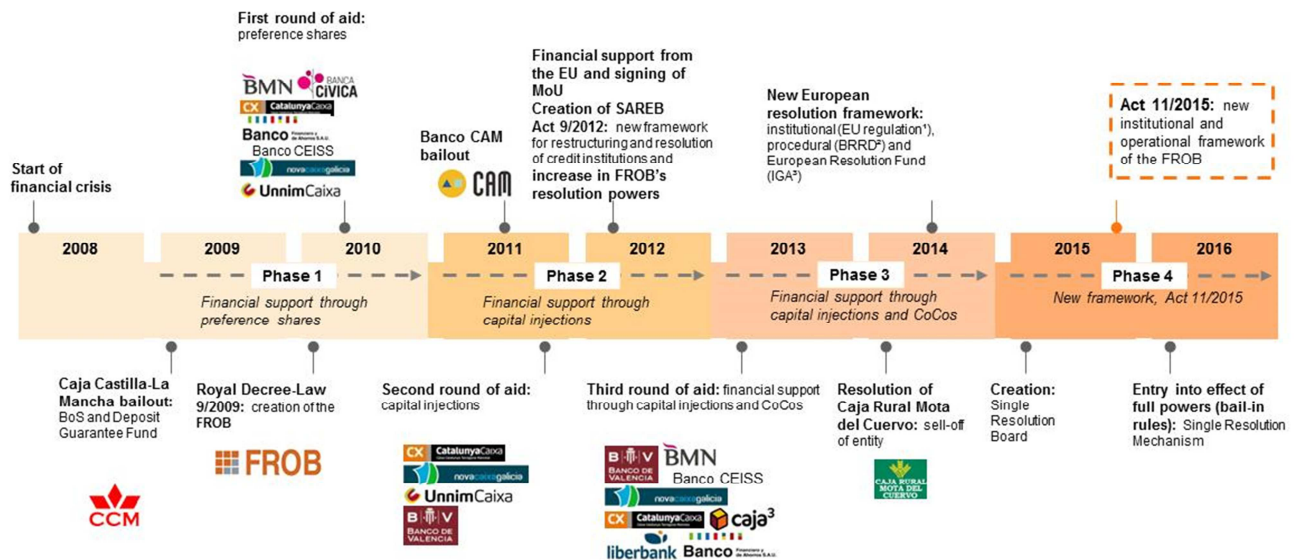 First round of aid:
preference shares
BMN
BANCA
CÍVICA
CX CatalunyaCaixa
Banco Financiero y
de Ahorros S.A.U.
Banco CEISS
novacaixagalicia
UnnimCaixa
Start of
financial crisis
Banco CAM
bailout
CAM
Financial support from
the EU and signing of
MoU
Creation of SAREB
Act 9/2012: new framework
for restructuring and resolution
of credit institutions and
increase in FROB's
resolution powers
New European
resolution framework:
institutional (EU regulation¹),
procedural (BRRD²) and
European Resolution Fund
(IGA³)
Act 11/2015: new
institutional and
operational framework
of the FROB
2008
2009
2010
2011
2012
2013
2014
2015
2016
Phase 1
Phase 2
Phase 3
Phase 4
Financial support through
preference shares
Financial support through
capital injections
Financial support through
capital injections and CoCos
New framework, Act 11/2015
Caja Castilla-La
Mancha bailout:
BoS and Deposit
Guarantee Fund
CCM
Royal Decree-Law
9/2009: creation of the
FROB
FROB
Second round of aid:
capital injections
CX CatalunyaCaixa
novacaixagalicia
UnnimCaixa
B V
BANCO DE
VALENCIA
Third round of aid: financial support
through capital injections and CoCos
B V
BANCO DE
VALENCIA
BMN
Banco CEISS
novacaixagalicia
CX CatalunyaCaixa
caja³
liberbank
Banco Financiero y
de Ahorros S.A.U.
Resolution of
Caja Rural Mota
del Cuervo: sell-off
of entity
CAJA RURAL
MOTA DEL
CUERVO
Creation:
Single
Resolution
Board
Entry into effect of
full powers (bail-in
rules): Single Resolution
Mechanism